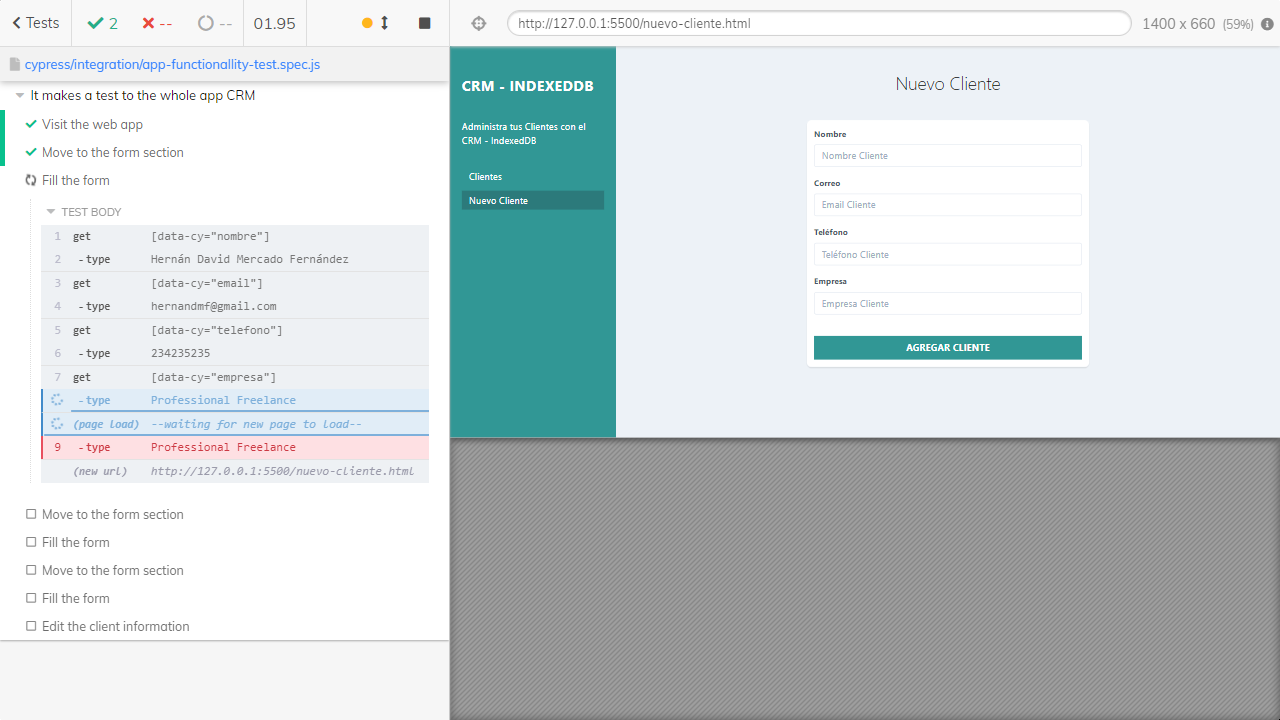 Tests
2
--
--
01.95
http://127.0.0.1:5500/nuevo-cliente.html
1400 x 660 (59%)
cypress/integration/app-functionallity-test.spec.js
It makes a test to the whole app CRM
Visit the web app
Move to the form section
Fill the form
TEST BODY
1 get [data-cy="nombre"]
2 -type Hernán David Mercado Fernández
3 get [data-cy="email"]
4 -type hernandmf@gmail.com
5 get [data-cy="telefono"]
6 -type 234235235
7 get [data-cy="empresa"]
-type Professional Freelance
(page load) --waiting for new page to load--
9 -type Professional Freelance
(new url) http://127.0.0.1:5500/nuevo-cliente.html
Move to the form section
Fill the form
Move to the form section
Fill the form
Edit the client information
CRM - INDEXEDDB
Administra tus Clientes con el
CRM - IndexedDB
Clientes
Nuevo Cliente
Nuevo Cliente
Nombre
Nombre Cliente
Correo
Email Cliente
Teléfono
Teléfono Cliente
Empresa
Empresa Cliente
AGREGAR CLIENTE